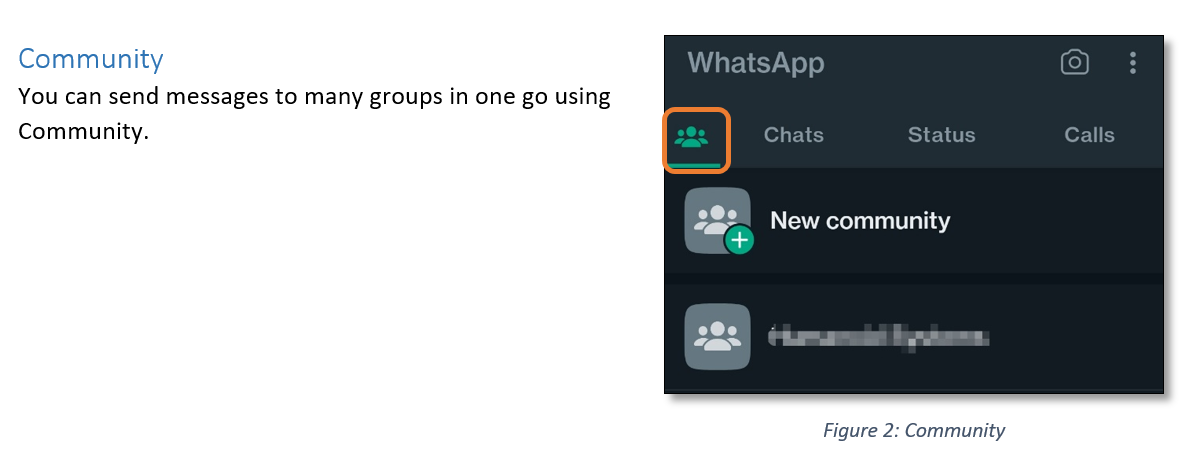 Community
You can send messages to many groups in one go using
Community.
WhatsApp
Chats Status Calls
New community
Figure 2: Community